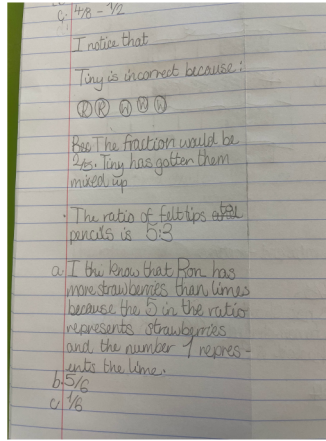 c. 4/8 - 1/2
I notice that
Tiny is incorrect because:
R R W W W
The fraction would be
2/5. Tiny has gotten them
mixed up
• The ratio of felt tips
pencils is 5:3
a. I know that Ron has
more strawberries than limes
because the 5 in the ratio
represents strawberries
and the number 1 repres-
ents the lime.
b. 5/6
c. 1/6